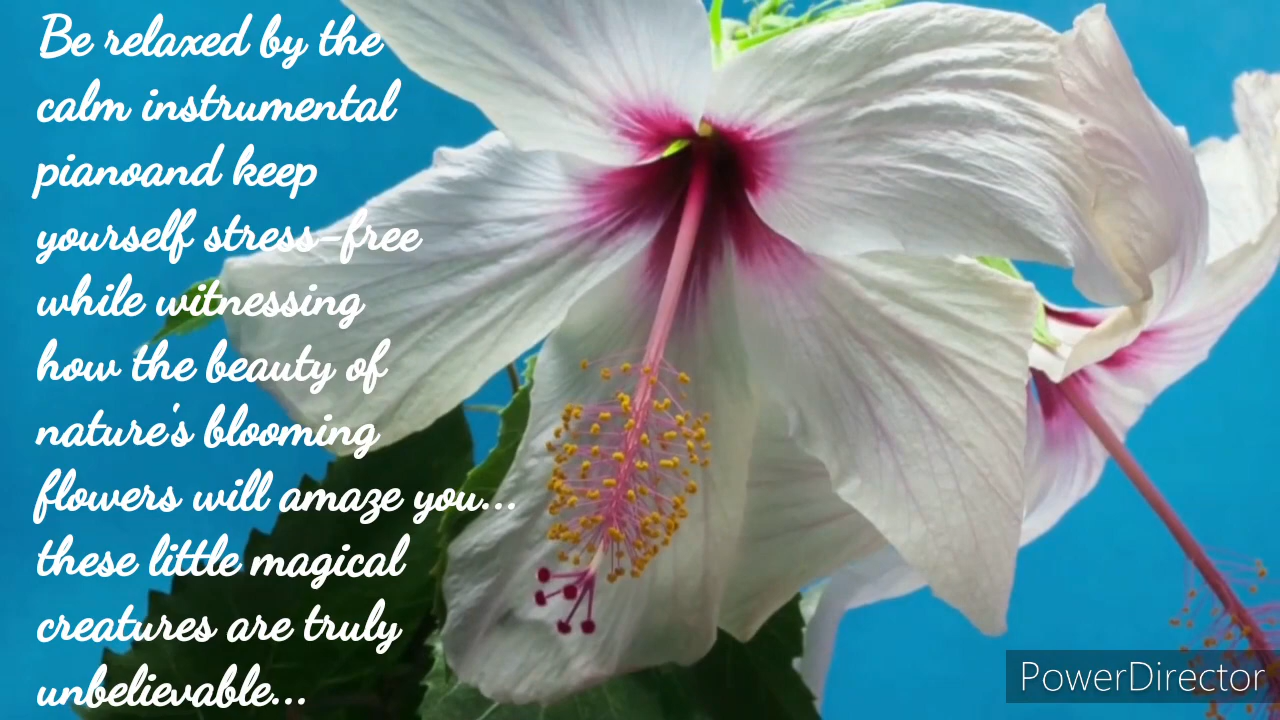 Be relaxed by the
calm instrumental
pianoand keep
yourself stress-free
while witnessing
how the beauty of
nature's blooming
flowers will amaze you...
these little magical
creatures are truly
unbelievable...
PowerDirector